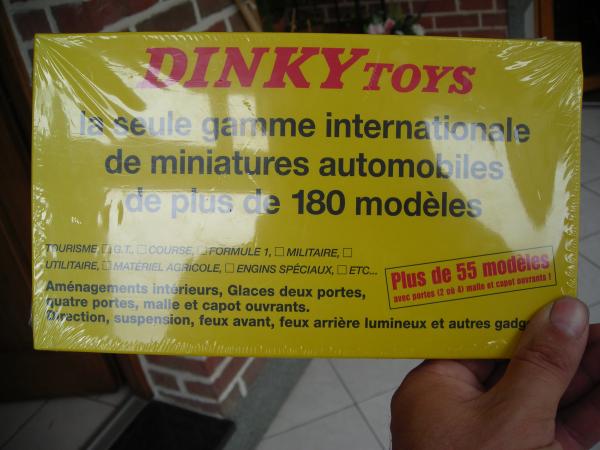 DINKY TOYS
la seule gamme internationale
de miniatures automobiles
de plus de 180 modèles
TOURISME, □ G.T., □ COURSE, □ FORMULE 1, □ MILITAIRE, □
UTILITAIRE, □ MATÉRIEL AGRICOLE, □ ENGINS SPÉCIAUX, □ ETC...
Plus de 55 modèles
avec portes (2 où 4) malle et capot ouvrants !
Aménagements intérieurs, Glaces deux portes,
quatre portes, malle et capot ouvrants.
Direction, suspension, feux avant, feux arrière lumineux et autres